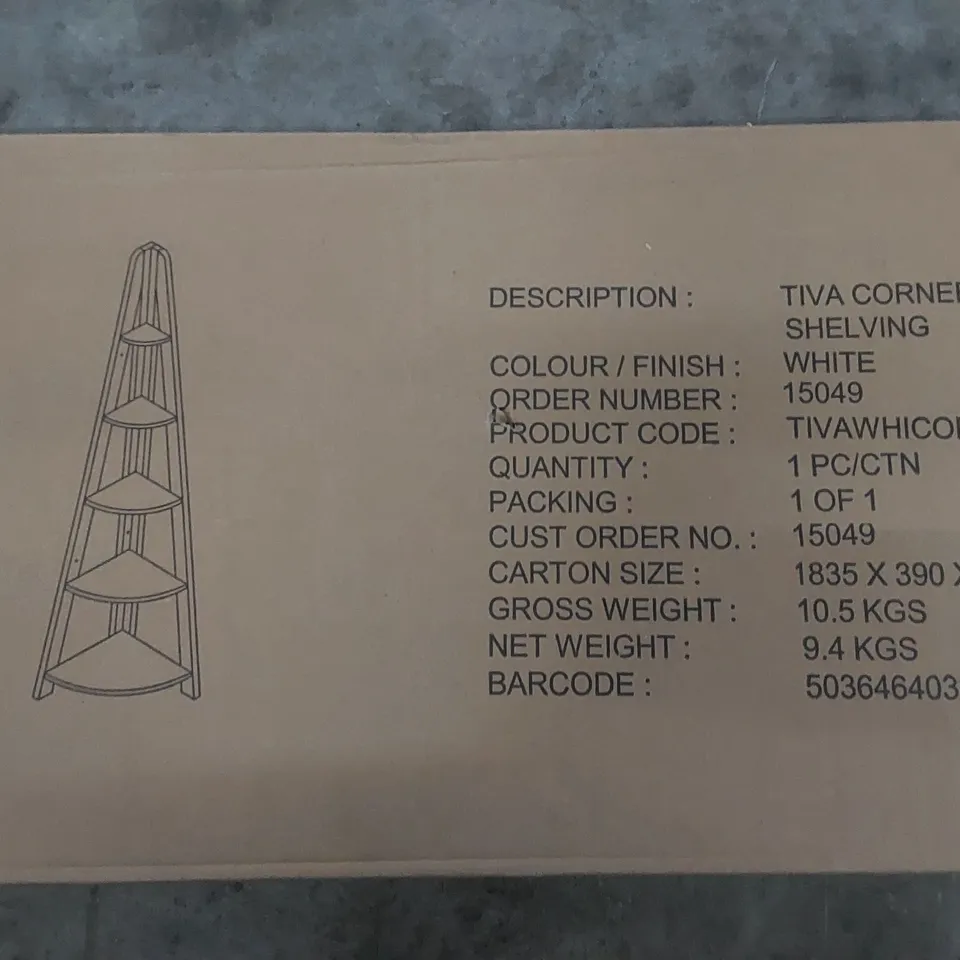 DESCRIPTION : TIVA CORNE
SHELVING
COLOUR / FINISH : WHITE
ORDER NUMBER : 15049
PRODUCT CODE : TIVAWHICO
QUANTITY : 1 PC/CTN
PACKING : 1 OF 1
CUST ORDER NO. : 15049
CARTON SIZE : 1835 X 390 X
GROSS WEIGHT : 10.5 KGS
NET WEIGHT : 9.4 KGS
BARCODE : 503646403